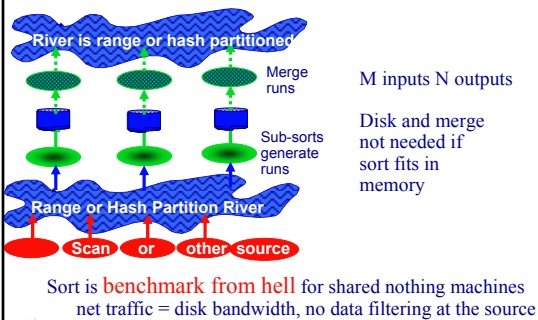 River is range or hash partitioned
Merge
runs
M inputs N outputs
Disk and merge
not needed if
sort fits in
memory
Sub-sorts
generate
runs
Range or Hash Partition River
Scan or other source
Sort is benchmark from hell for shared nothing machines
net traffic = disk bandwidth, no data filtering at the source